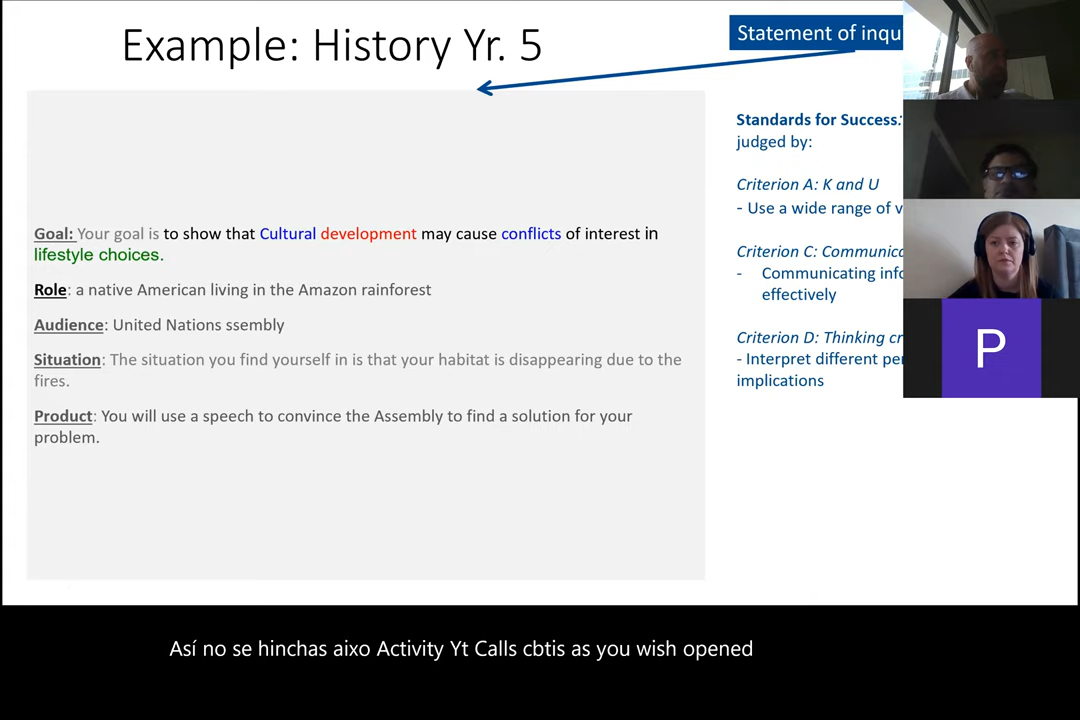 Example: History Yr. 5
Statement of inqu
Goal: Your goal is to show that Cultural development may cause conflicts of interest in
lifestyle choices.
Role: a native American living in the Amazon rainforest
Audience: United Nations ssembly
Situation: The situation you find yourself in is that your habitat is disappearing due to the
fires.
Product: You will use a speech to convince the Assembly to find a solution for your
problem.
Standards for Success:
judged by:
Criterion A: K and U
- Use a wide range of v
Criterion C: Communica
- Communicating info
effectively
Criterion D: Thinking cr
- Interpret different per
implications
P
Así no se hinchas aixo Activity Yt Calls cbtis as you wish opened